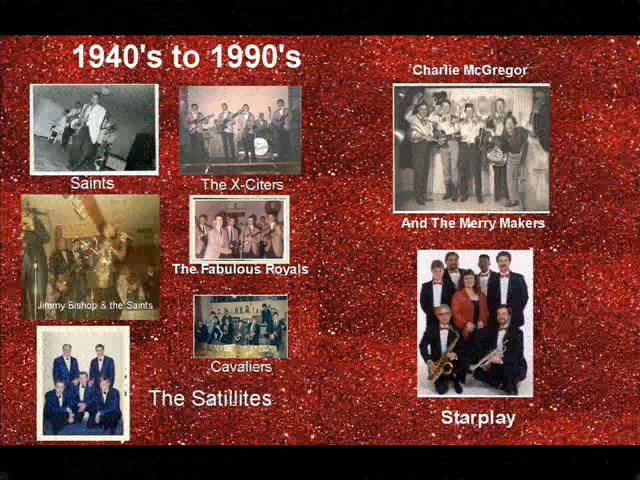 1940's to 1990's
Charlie McGregor
Saints
The X-Citers
And The Merry Makers
The Fabulous Royals
Jimmy Bishop & the Saints
Cavaliers
The Satillites
Starplay